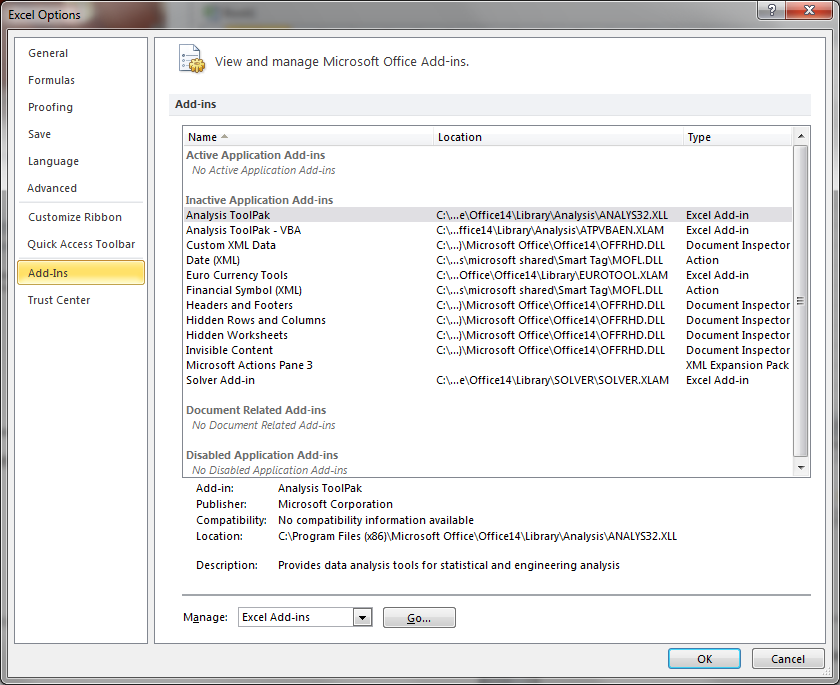 Excel Options
General
Formulas
Proofing
Save
Language
Advanced
Customize Ribbon
Quick Access Toolbar
Add-Ins
Trust Center
View and manage Microsoft Office Add-ins.
Add-ins
Name Location Type
Active Application Add-ins
No Active Application Add-ins
Inactive Application Add-ins
Analysis ToolPak C:\...e\Office14\Library\Analysis\ANALYS32.XLL Excel Add-in
Analysis ToolPak - VBA C:\...ffice14\Library\Analysis\ATPVBAEN.XLAM Excel Add-in
Custom XML Data C:\...)\Microsoft Office\Office14\OFFRHD.DLL Document Inspector
Date (XML) C:\...s\microsoft shared\Smart Tag\MOFL.DLL Action
Euro Currency Tools C:\...Office\Office14\Library\EUROTOOL.XLAM Excel Add-in
Financial Symbol (XML) C:\...s\microsoft shared\Smart Tag\MOFL.DLL Action
Headers and Footers C:\...)\Microsoft Office\Office14\OFFRHD.DLL Document Inspector
Hidden Rows and Columns C:\...)\Microsoft Office\Office14\OFFRHD.DLL Document Inspector
Hidden Worksheets C:\...)\Microsoft Office\Office14\OFFRHD.DLL Document Inspector
Invisible Content C:\...)\Microsoft Office\Office14\OFFRHD.DLL Document Inspector
Microsoft Actions Pane 3 XML Expansion Pack
Solver Add-in C:\...e\Office14\Library\SOLVER\SOLVER.XLAM Excel Add-in
Document Related Add-ins
No Document Related Add-ins
Disabled Application Add-ins
No Disabled Application Add-ins
Add-in: Analysis ToolPak
Publisher: Microsoft Corporation
Compatibility: No compatibility information available
Location: C:\Program Files (x86)\Microsoft Office\Office14\Library\Analysis\ANALYS32.XLL
Description: Provides data analysis tools for statistical and engineering analysis
Manage: Excel Add-ins Go...
OK Cancel